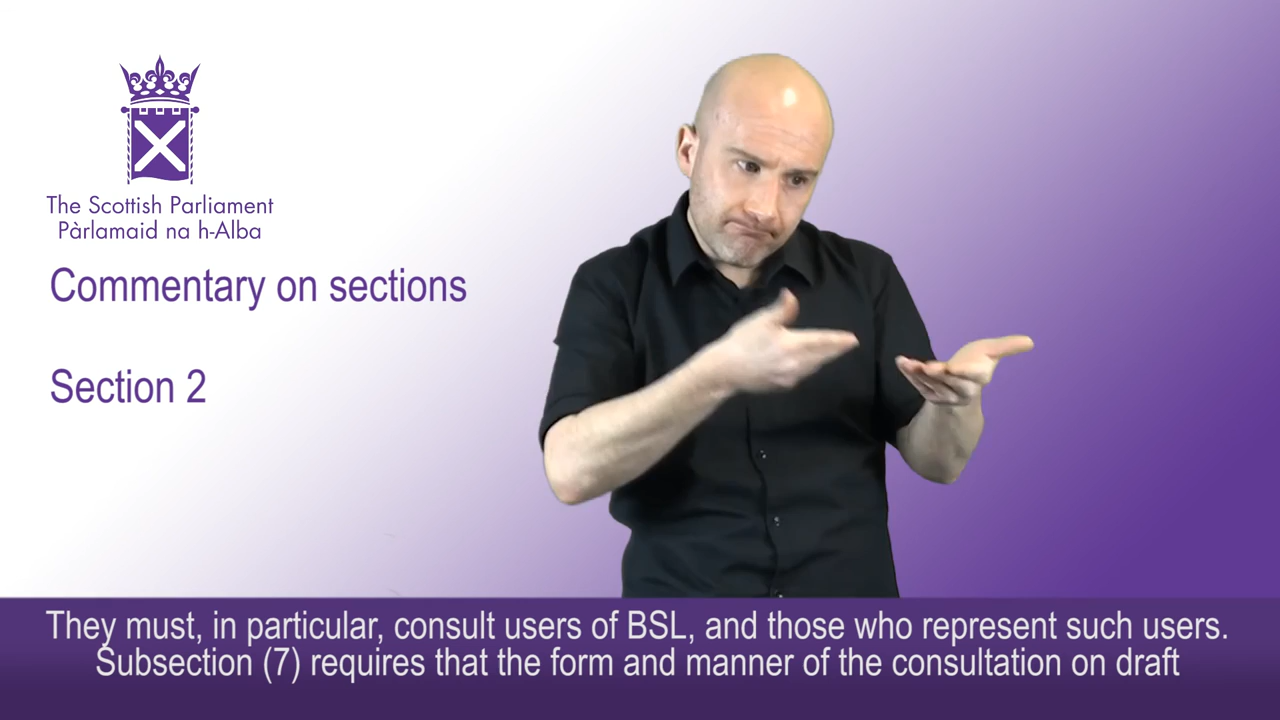 The Scottish Parliament
Pàrlamaid na h-Alba
Commentary on sections
Section 2
They must, in particular, consult users of BSL, and those who represent such users.
Subsection (7) requires that the form and manner of the consultation on draft